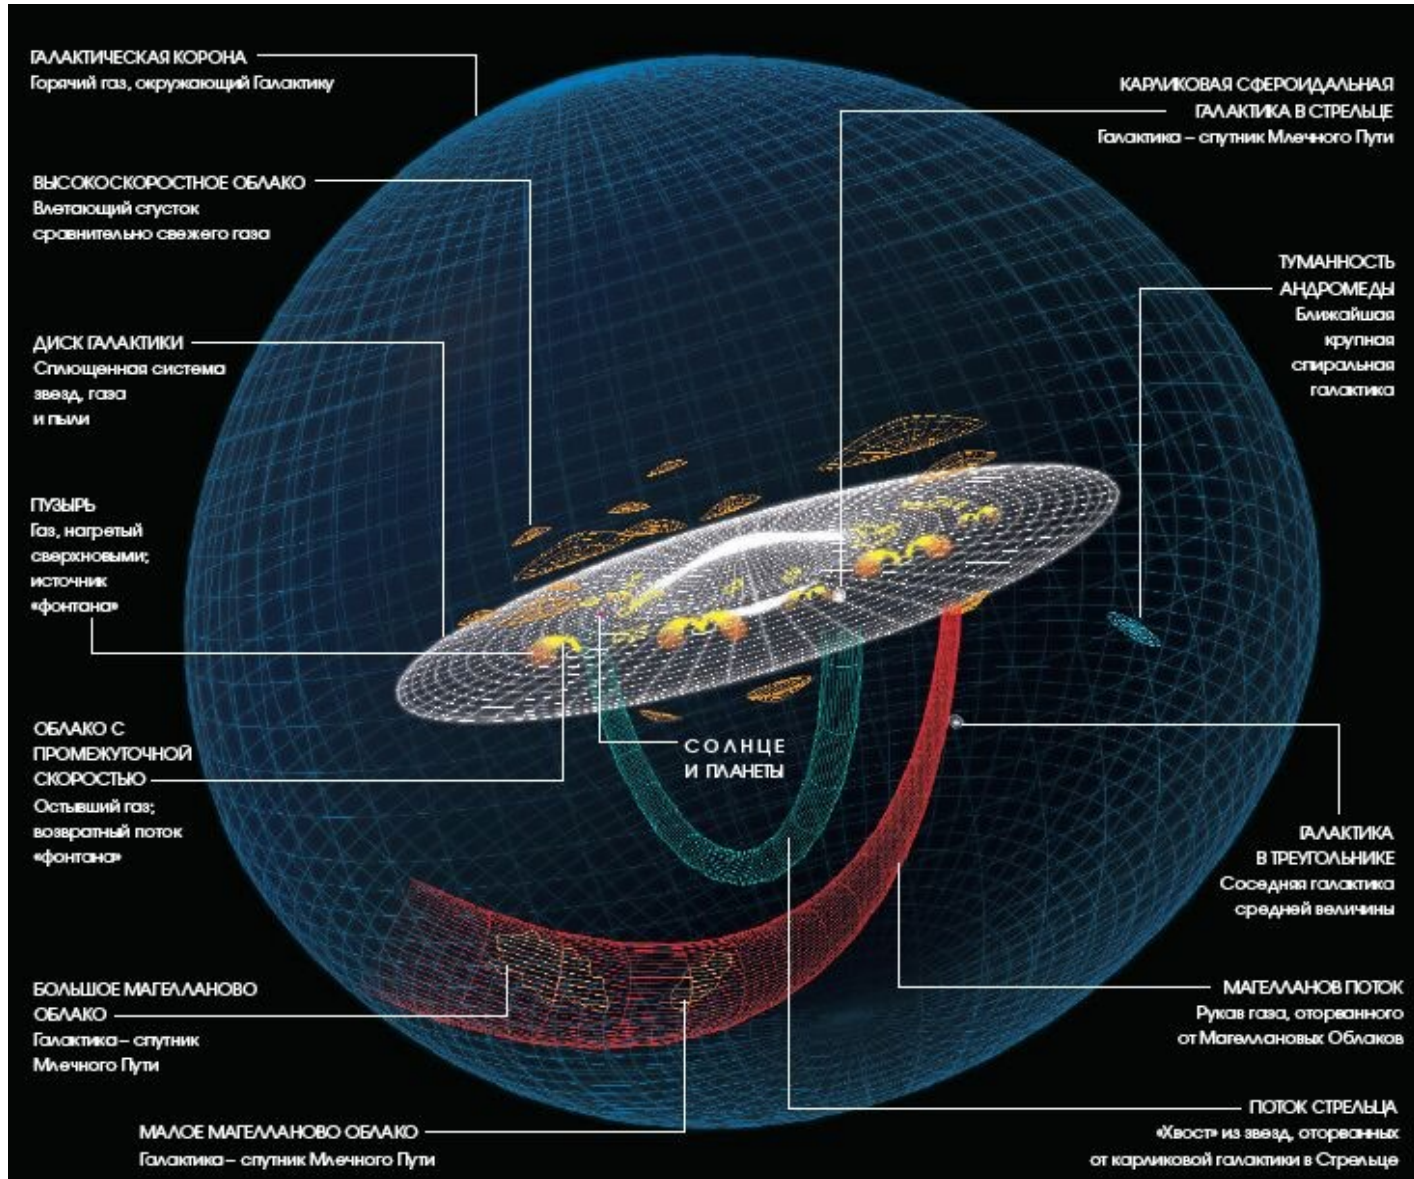 ГАЛАКТИЧЕСКАЯ КОРОНА
Горячий газ, окружающий Галактику
КАРЛИКОВАЯ СФЕРОИДАЛЬНАЯ
ГАЛАКТИКА В СТРЕЛЬЦЕ
Галактика – спутник Млечного Пути
ВЫСОКОСКОРОСТНОЕ ОБЛАКО
Влетающий сгусток
сравнительно свежего газа
ТУМАННОСТЬ
АНДРОМЕДЫ
Ближайшая
крупная
спиральная
галактика
ДИСК ГАЛАКТИКИ
Сплющенная система
звезд, газа
и пыли
ПУЗЫРЬ
Газ, нагретый
сверхновыми;
источник
«фонтана»
ОБЛАКО С
ПРОМЕЖУТОЧНОЙ
СКОРОСТЬЮ
Остывший газ;
возвратный поток
«фонтана»
СОЛНЦЕ
И ПЛАНЕТЫ
ГАЛАКТИКА
В ТРЕУГОЛЬНИКЕ
Соседняя галактика
средней величины
БОЛЬШОЕ МАГЕЛЛАНОВО
ОБЛАКО
Галактика – спутник
Млечного Пути
МАГЕЛЛАНОВ ПОТОК
Рукав газа, оторванного
от Магеллановых Облаков
МАЛОЕ МАГЕЛЛАНОВО ОБЛАКО
Галактика – спутник Млечного Пути
ПОТОК СТРЕЛЬЦА
«Хвост» из звезд, оторванных
от карликовой галактики в Стрельце